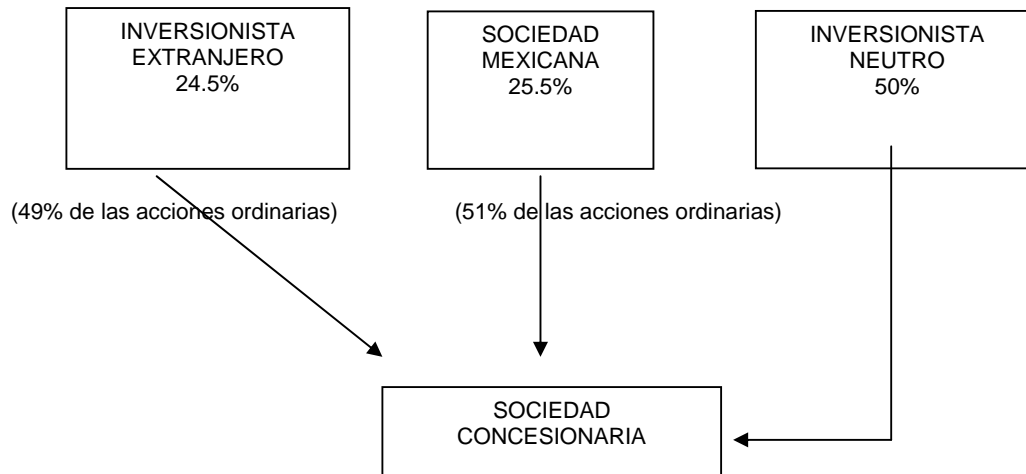 INVERSIONISTA
EXTRANJERO
24.5%
SOCIEDAD
MEXICANA
25.5%
INVERSIONISTA
NEUTRO
50%
(49% de las acciones ordinarias)
(51% de las acciones ordinarias)
SOCIEDAD
CONCESIONARIA